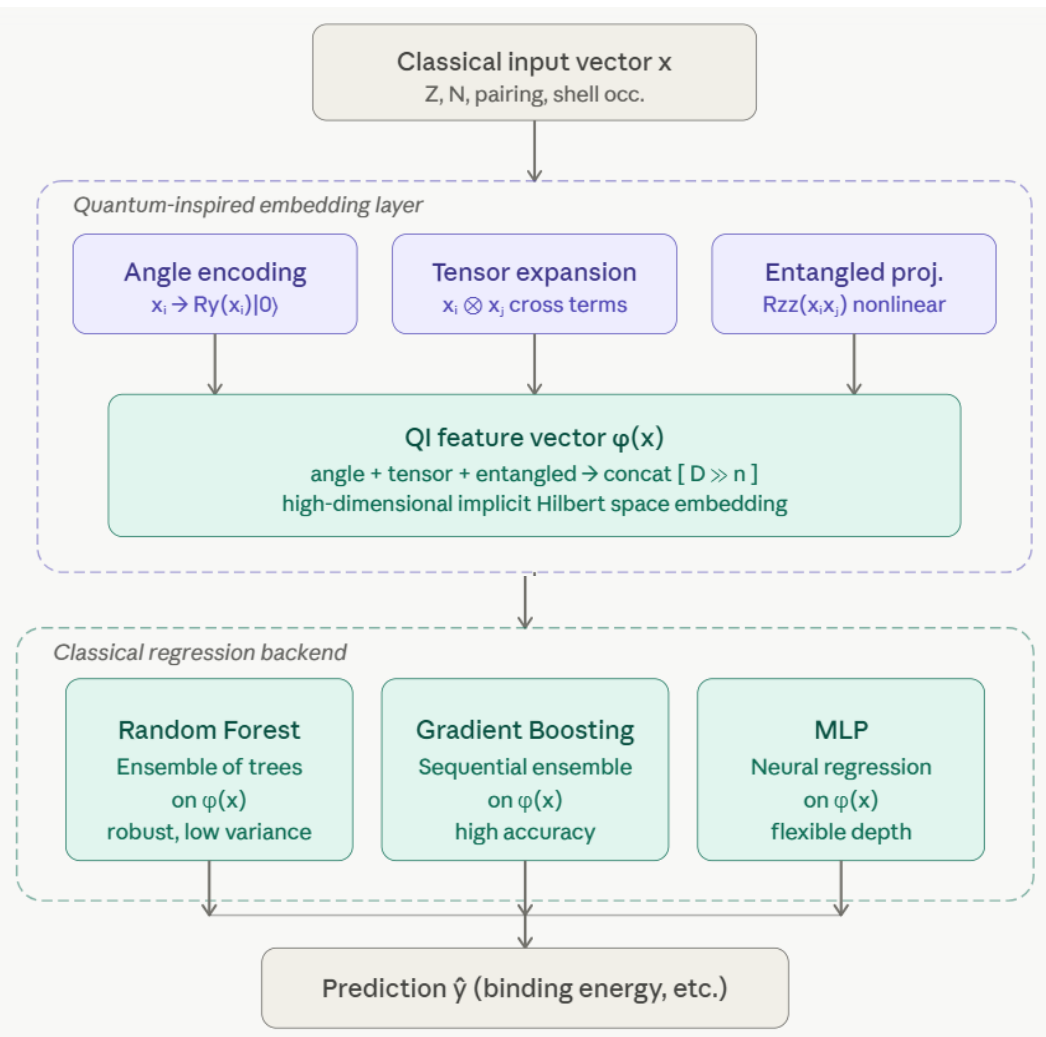 Classical input vector x
Z, N, pairing, shell occ.
Quantum-inspired embedding layer
Angle encoding
xᵢ → Ry(xᵢ)|0⟩
Tensor expansion
xᵢ ⊗ xⱼ cross terms
Entangled proj.
Rzz(xᵢxⱼ) nonlinear
QI feature vector φ(x)
angle + tensor + entangled → concat [ D ≫ n ]
high-dimensional implicit Hilbert space embedding
Classical regression backend
Random Forest
Ensemble of trees
on φ(x)
robust, low variance
Gradient Boosting
Sequential ensemble
on φ(x)
high accuracy
MLP
Neural regression
on φ(x)
flexible depth
Prediction ŷ (binding energy, etc.)